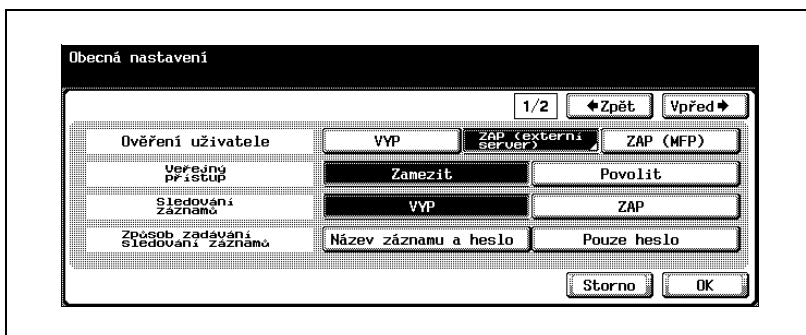 Obecná nastavení
1/2 ←Zpět Vpřed→
Ověření uživatele VYP ZAP (externí
server)
ZAP (MFP)
Veřejný
přístup
Zamezit Povolit
Sledování
záznamů
VYP ZAP
Způsob zadávání
sledování záznamů
Název záznamu a heslo Pouze heslo
Storno OK